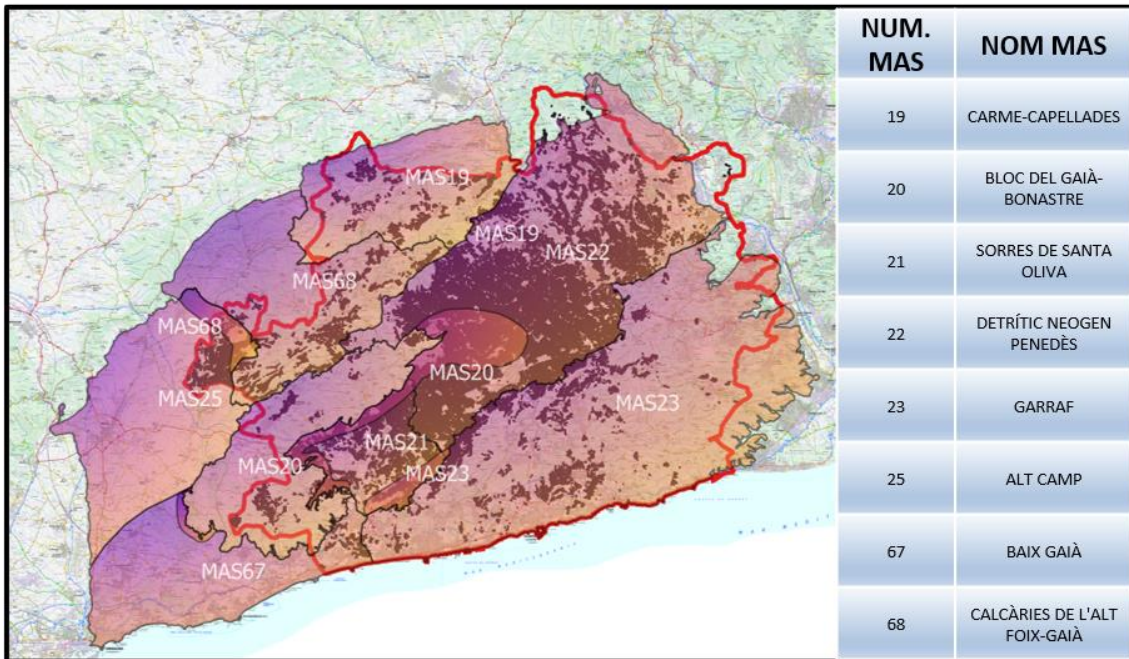 MAS19
MAS19
MAS22
MAS68
MAS68
MAS20
MAS23
MAS25
MAS21
MAS20
MAS23
MAS67
NUM.
MAS
NOM MAS
19
CARME-CAPELLADES
20
BLOC DEL GAIÀ-
BONASTRE
21
SORRES DE SANTA
OLIVA
22
DETRÍTIC NEOGEN
PENEDÈS
23
GARRAF
25
ALT CAMP
67
BAIX GAIÀ
68
CALCÀRIES DE L'ALT
FOIX-GAIÀ